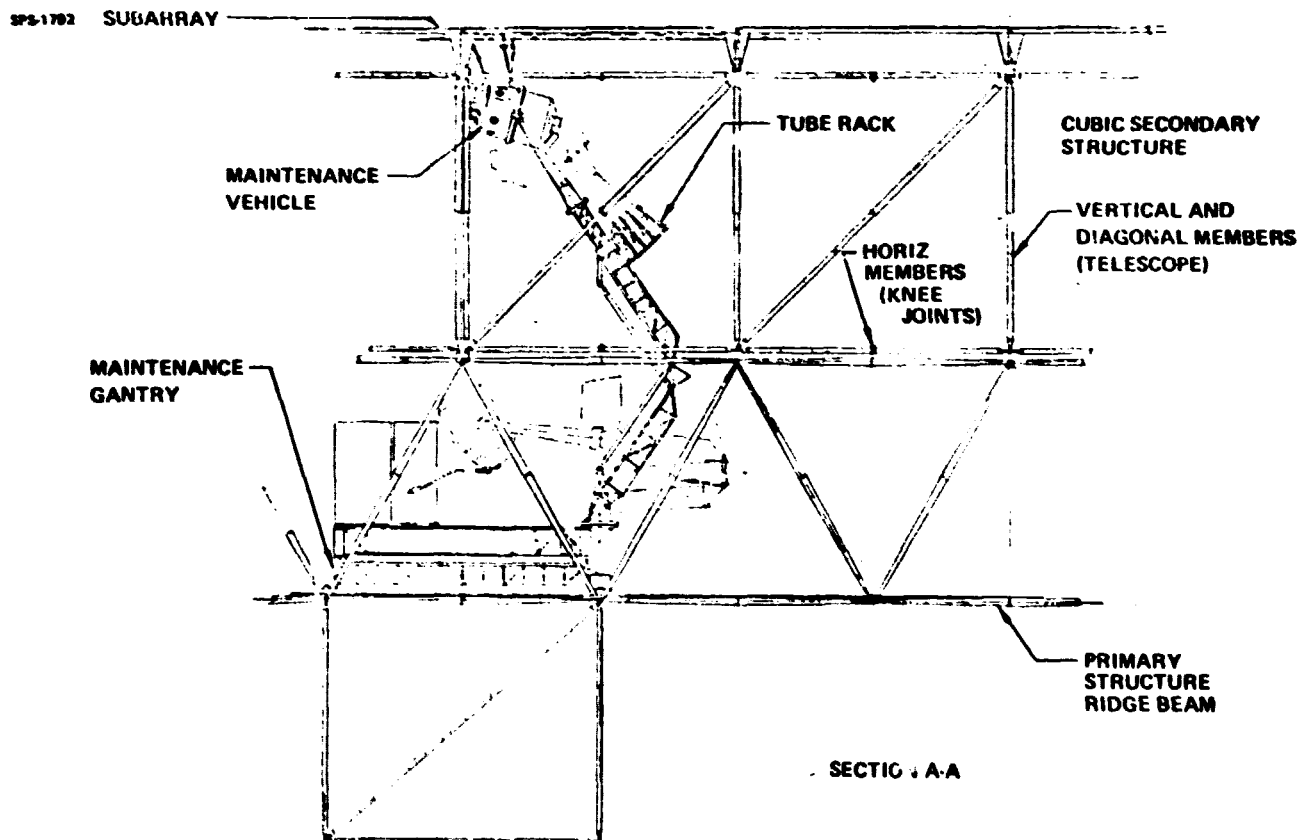 SPS-1792 SUBARRAY
TUBE RACK
CUBIC SECONDARY
STRUCTURE
MAINTENANCE
VEHICLE
VERTICAL AND
DIAGONAL MEMBERS
(TELESCOPE)
HORIZ
MEMBERS
(KNEE
JOINTS)
MAINTENANCE
GANTRY
PRIMARY
STRUCTURE
RIDGE BEAM
SECTION A-A